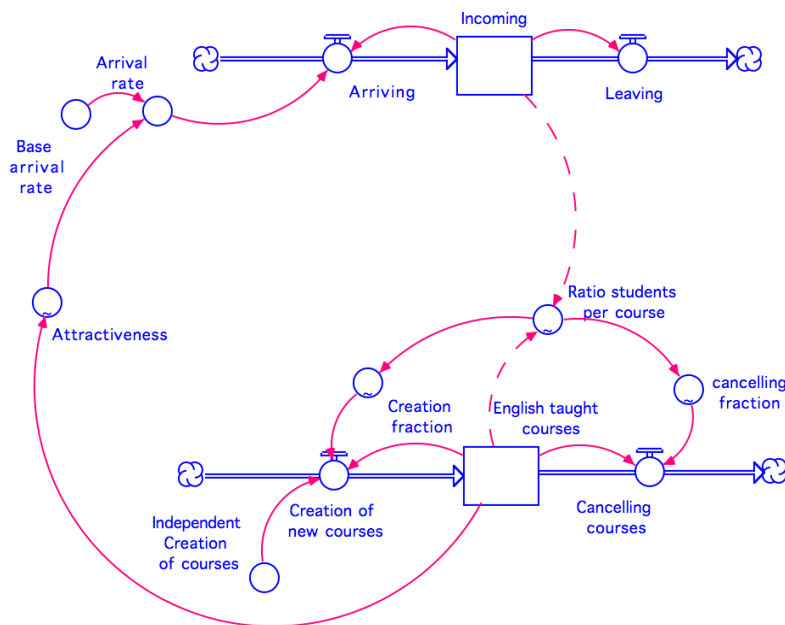 Incoming
Arrival
rate
Arriving
Leaving
Base
arrival
rate
Ratio students
per course
Attractiveness
cancelling
fraction
Creation
fraction
English taught
courses
Independent
Creation
of courses
Creation of
new courses
Cancelling
courses